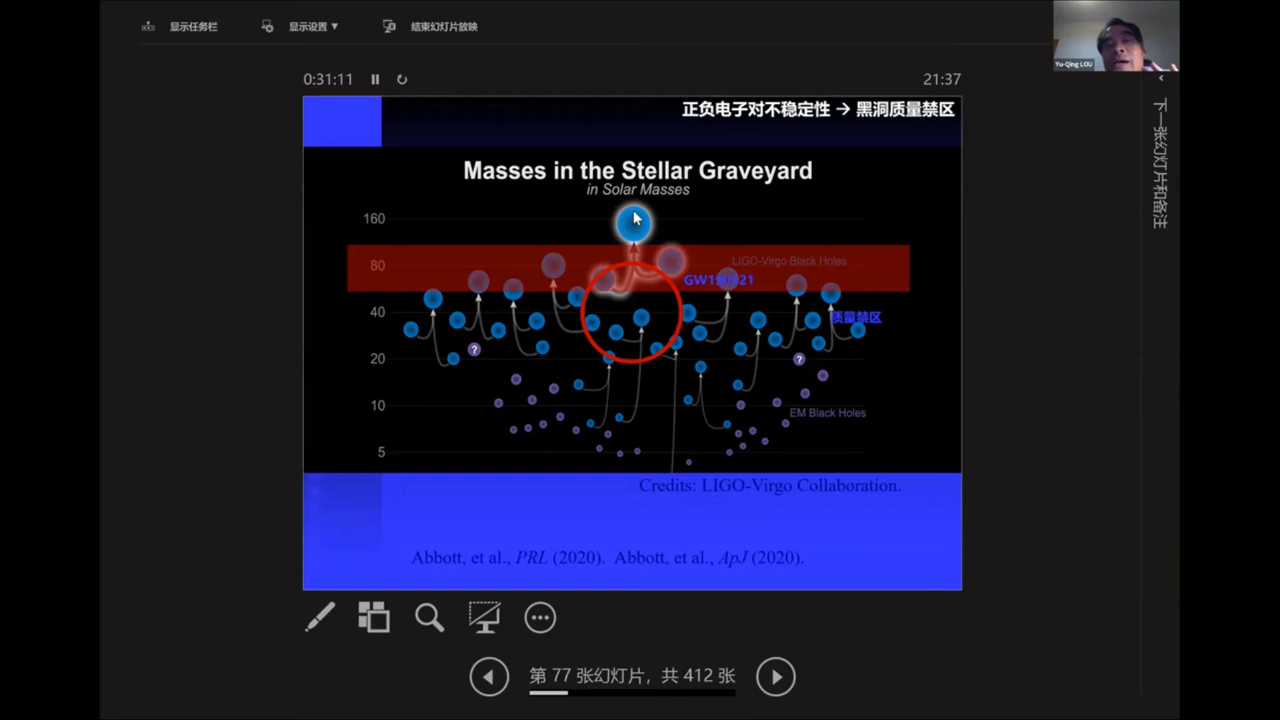 显示任务栏
显示设置 ▼
结束幻灯片放映
Yu-Qing LOU
0:31:11
21:37
下一张幻灯片和备注
正负电子对不稳定性 → 黑洞质量禁区
Masses in the Stellar Graveyard
in Solar Masses
160
80
LIGO-Virgo Black Holes
GW190521
40
质量禁区
20
?
?
10
EM Black Holes
5
Credits: LIGO-Virgo Collaboration.
Abbott, et al., PRL (2020). Abbott, et al., ApJ (2020).
第 77 张幻灯片，共 412 张